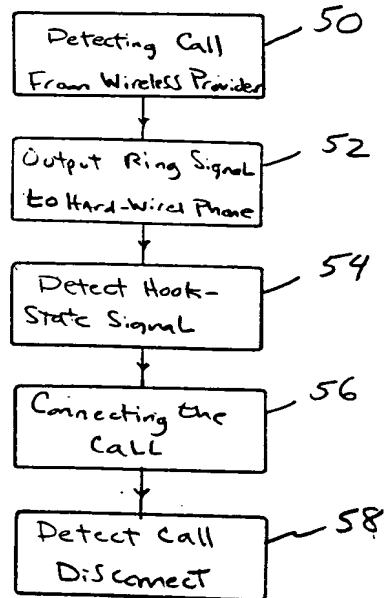 Detecting Call
From Wireless Provider
50
Output Ring Signal
to Hard-Wired Phone
52
Detect Hook-
State Signal
54
Connecting the
Call
56
Detect Call
Disconnect
58